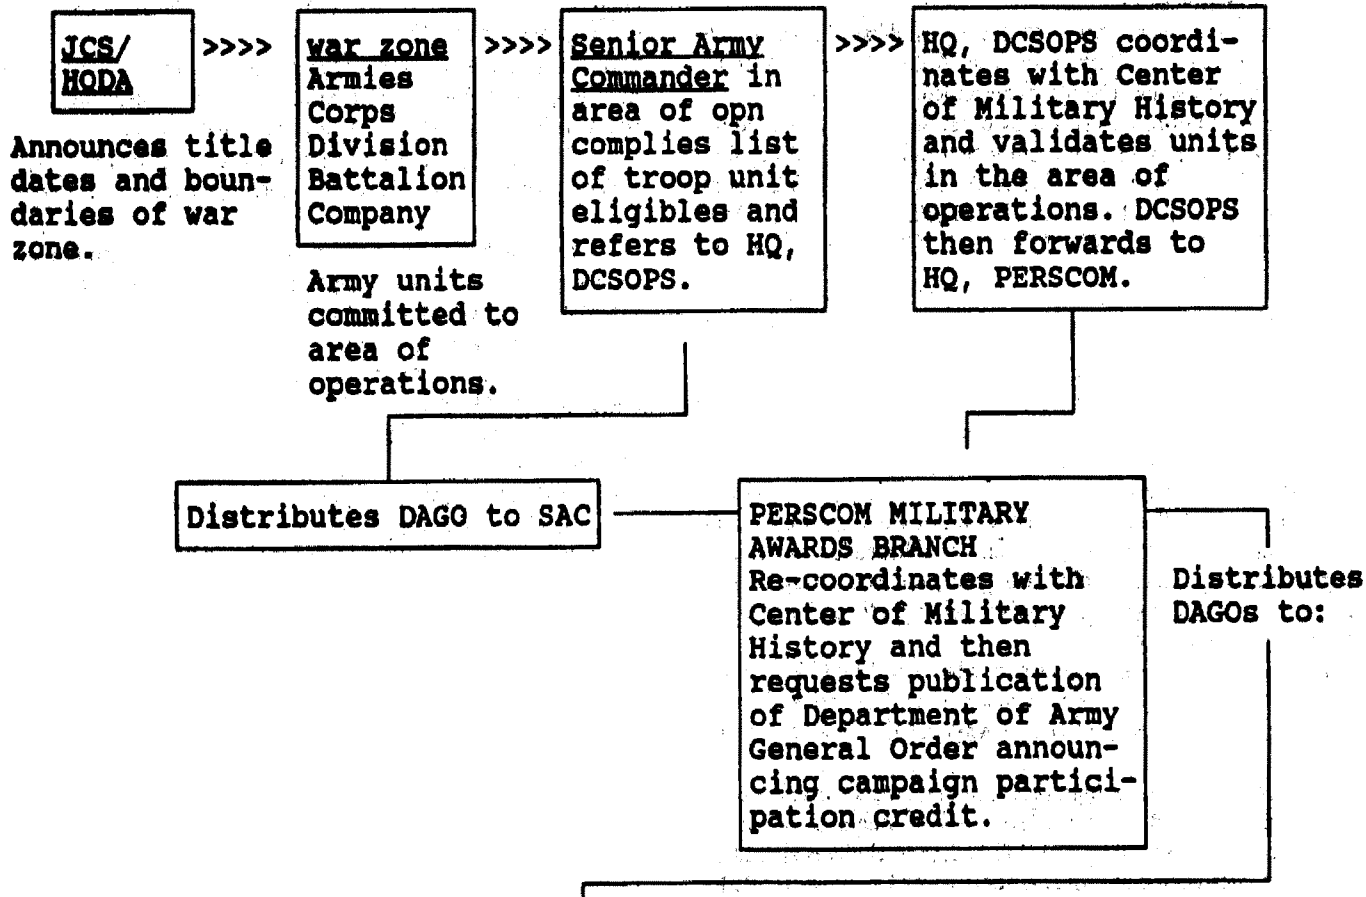 JCS/
HQDA
>>>>
Announces title
dates and boun-
daries of war
zone.
war zone
Armies
Corps
Division
Battalion
Company
>>>>
Army units
committed to
area of
operations.
Senior Army
Commander in
area of opn
complies list
of troop unit
eligibles and
refers to HQ,
DCSOPS.
>>>>
HQ, DCSOPS coordi-
nates with Center
of Military History
and validates units
in the area of
operations. DCSOPS
then forwards to
HQ, PERSCOM.
Distributes DAGO to SAC
PERSCOM MILITARY
AWARDS BRANCH
Re-coordinates with
Center of Military
History and then
requests publication
of Department of Army
General Order announ-
cing campaign partici-
pation credit.
Distributes
DAGOs to: